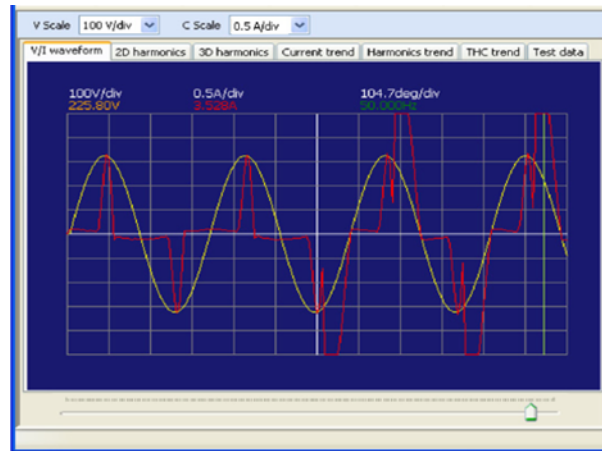 V Scale 100 V/div C Scale 0.5 A/div
V/I waveform 2D harmonics 3D harmonics Current trend Harmonics trend THC trend Test data
100V/div 0.5A/div 104.7deg/div
225.80V 3.528A 50.000Hz